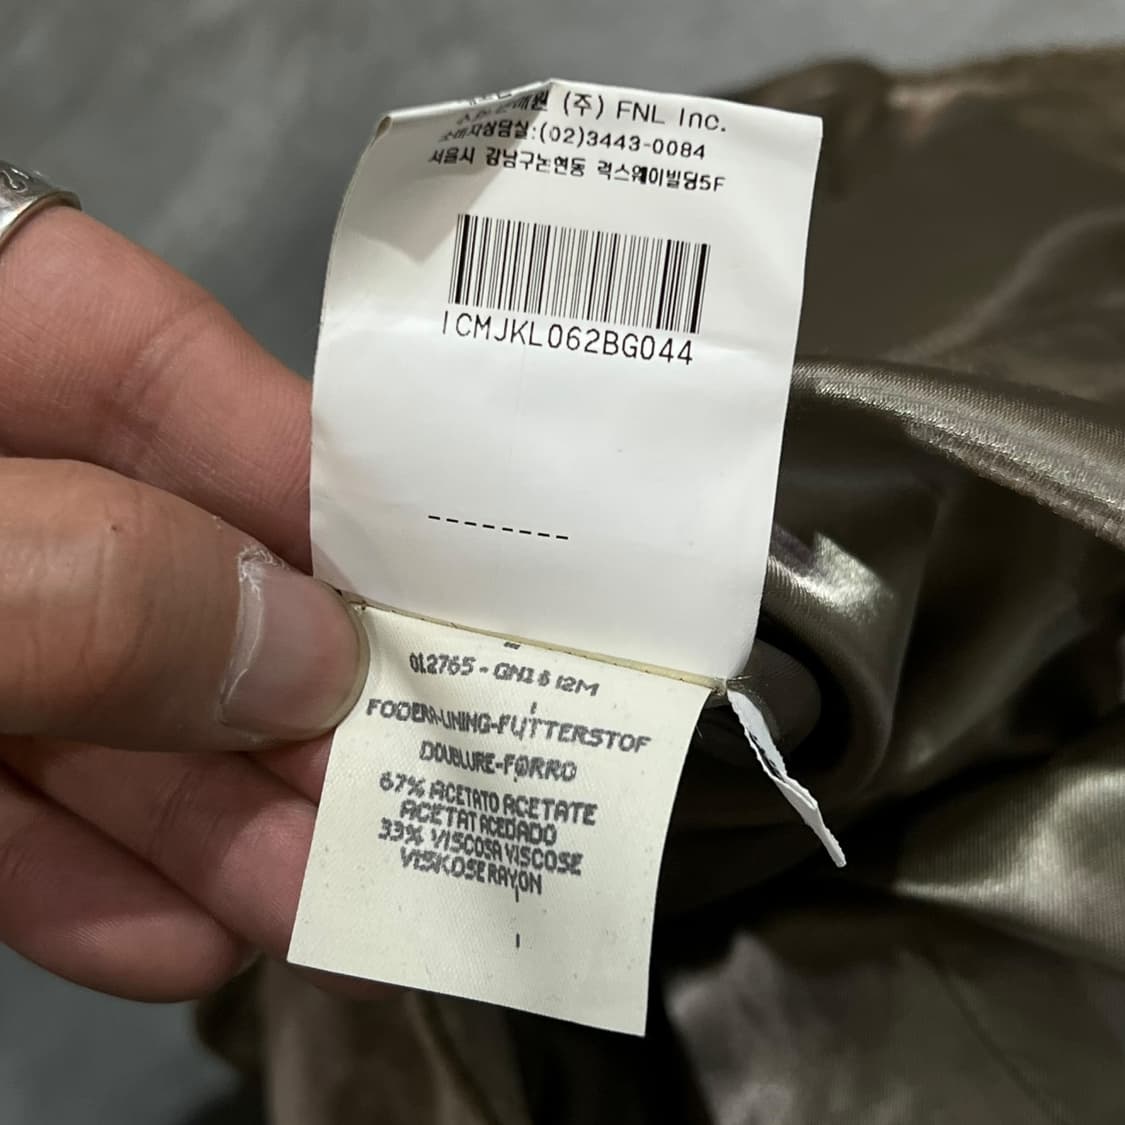 (주) FNL Inc.
소비자상담실:(02)3443-0084
서울시 강남구논현동 럭스웨이빌딩5F
ICMJKL062BG044
--------
012765-GN16 12M
FODERA-LINING-FUTTERSTOF
DOUBLURE-FORRO
67% ACETATO ACETATE
ACETAT ACEDADO
33% VISCOSA VISCOSE
VISKOSE RAYON